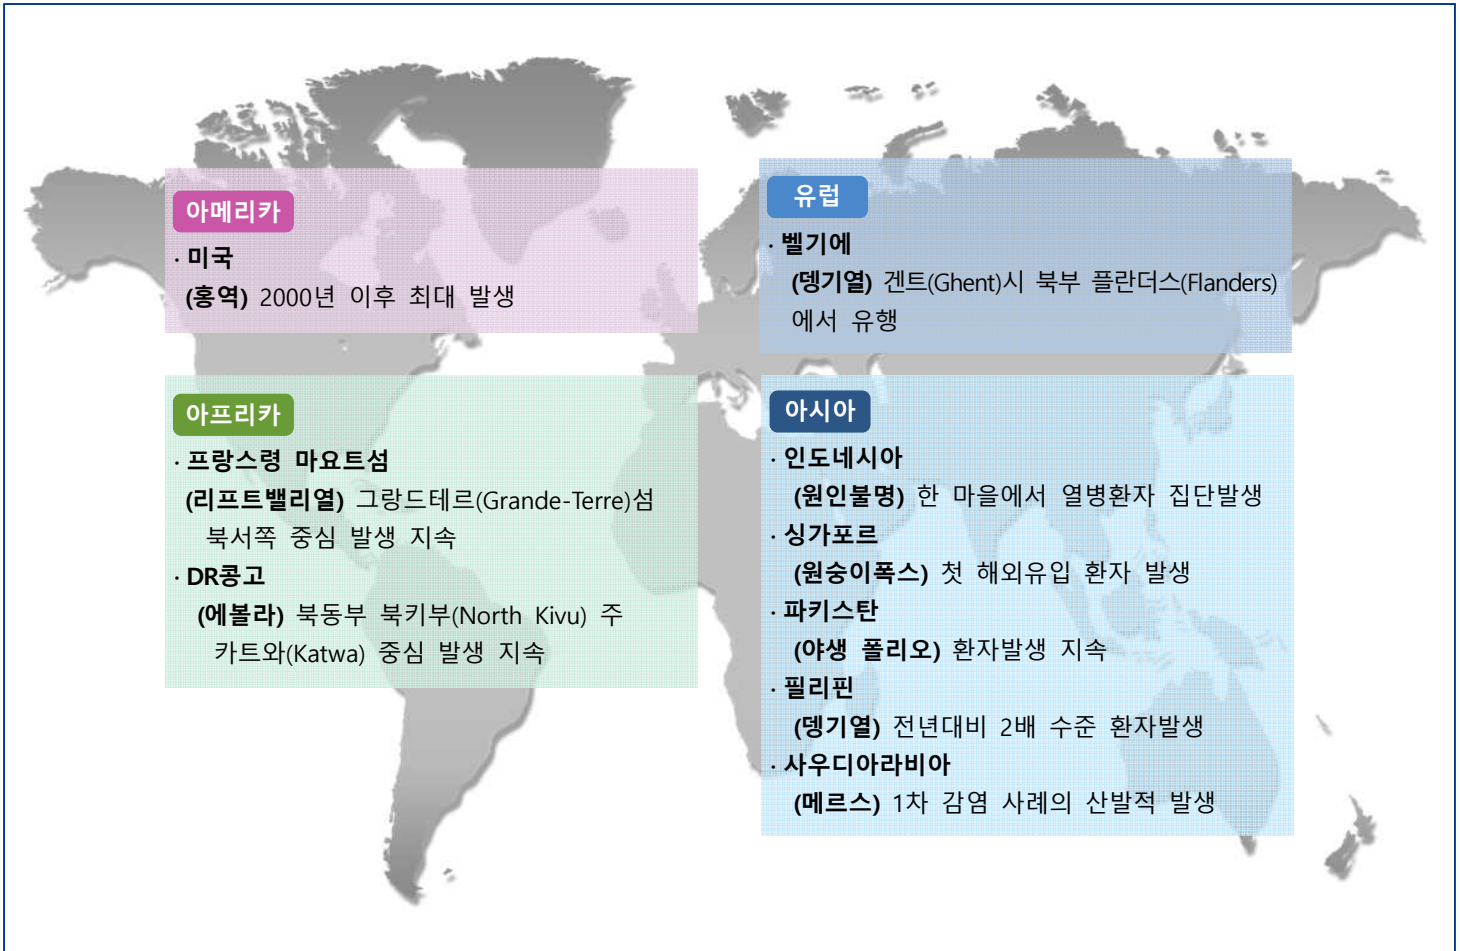 아메리카
· 미국
(홍역) 2000년 이후 최대 발생
유럽
· 벨기에
(뎅기열) 겐트(Ghent)시 북부 플란더스(Flanders)
에서 유행
아프리카
· 프랑스령 마요트섬
(리프트밸리열) 그랑드테르(Grande-Terre)섬
북서쪽 중심 발생 지속
· DR콩고
(에볼라) 북동부 북키부(North Kivu) 주
카트와(Katwa) 중심 발생 지속
아시아
· 인도네시아
(원인불명) 한 마을에서 열병환자 집단발생
· 싱가포르
(원숭이폭스) 첫 해외유입 환자 발생
· 파키스탄
(야생 폴리오) 환자발생 지속
· 필리핀
(뎅기열) 전년대비 2배 수준 환자발생
· 사우디아라비아
(메르스) 1차 감염 사례의 산발적 발생